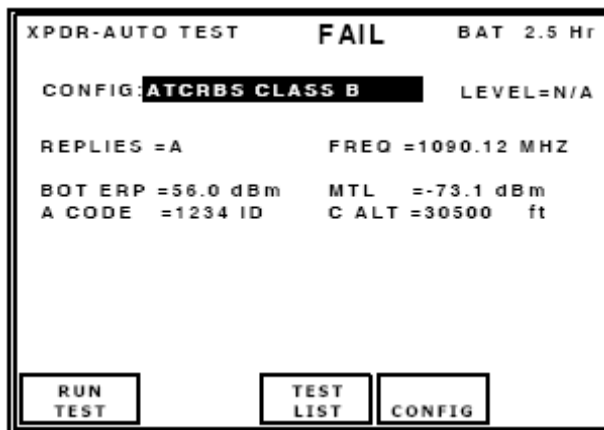 XPDR-AUTO TEST FAIL BAT 2.5 Hr
CONFIG: ATCRBS CLASS B LEVEL=N/A
REPLIES =A FREQ =1090.12 MHZ
BOT ERP =56.0 dBm MTL =-73.1 dBm
A CODE =1234 ID C ALT =30500 ft
RUN TEST
TEST LIST
CONFIG